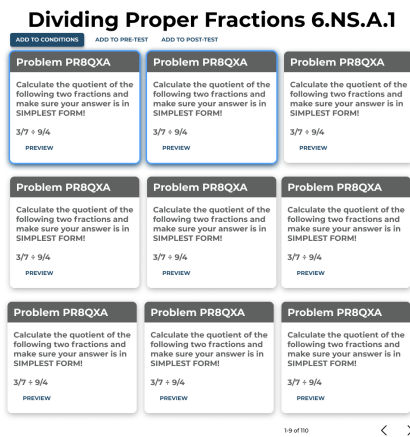 Dividing Proper Fractions 6.NS.A.1
ADD TO CONDITIONS ADD TO PRE-TEST ADD TO POST-TEST
Problem PR8QXA
Calculate the quotient of the
following two fractions and
make sure your answer is in
SIMPLEST FORM!
3/7 ÷ 9/4
PREVIEW
Problem PR8QXA
Calculate the quotient of the
following two fractions and
make sure your answer is in
SIMPLEST FORM!
3/7 ÷ 9/4
PREVIEW
Problem PR8QXA
Calculate the quotient of the
following two fractions and
make sure your answer is in
SIMPLEST FORM!
3/7 ÷ 9/4
PREVIEW
Problem PR8QXA
Calculate the quotient of the
following two fractions and
make sure your answer is in
SIMPLEST FORM!
3/7 ÷ 9/4
PREVIEW
Problem PR8QXA
Calculate the quotient of the
following two fractions and
make sure your answer is in
SIMPLEST FORM!
3/7 ÷ 9/4
PREVIEW
Problem PR8QXA
Calculate the quotient of the
following two fractions and
make sure your answer is in
SIMPLEST FORM!
3/7 ÷ 9/4
PREVIEW
Problem PR8QXA
Calculate the quotient of the
following two fractions and
make sure your answer is in
SIMPLEST FORM!
3/7 ÷ 9/4
PREVIEW
Problem PR8QXA
Calculate the quotient of the
following two fractions and
make sure your answer is in
SIMPLEST FORM!
3/7 ÷ 9/4
PREVIEW
Problem PR8QXA
Calculate the quotient of the
following two fractions and
make sure your answer is in
SIMPLEST FORM!
3/7 ÷ 9/4
PREVIEW
1-9 of 110